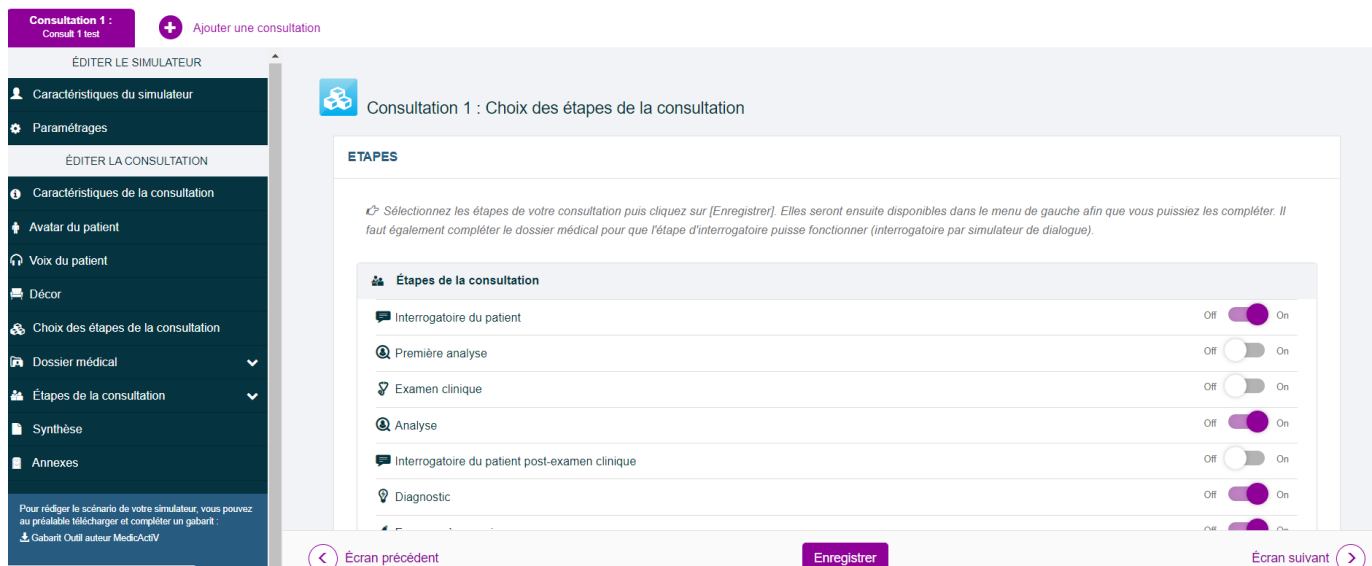 Consultation 1 :
Consult 1 test
Ajouter une consultation
ÉDITER LE SIMULATEUR
Caractéristiques du simulateur
Paramétrages
ÉDITER LA CONSULTATION
Caractéristiques de la consultation
Avatar du patient
Voix du patient
Décor
Choix des étapes de la consultation
Dossier médical
Étapes de la consultation
Synthèse
Annexes
Pour rédiger le scénario de votre simulateur, vous pouvez
au préalable télécharger et compléter un gabarit :
Gabarit Outil auteur MedicActiV
Consultation 1 : Choix des étapes de la consultation
ETAPES
Sélectionnez les étapes de votre consultation puis cliquez sur [Enregistrer]. Elles seront ensuite disponibles dans le menu de gauche afin que vous puissiez les compléter. Il
faut également compléter le dossier médical pour que l'étape d'interrogatoire puisse fonctionner (interrogatoire par simulateur de dialogue).
Étapes de la consultation
Interrogatoire du patient Off On
Première analyse Off On
Examen clinique Off On
Analyse Off On
Interrogatoire du patient post-examen clinique Off On
Diagnostic Off On
Off On
Écran précédent Enregistrer Écran suivant